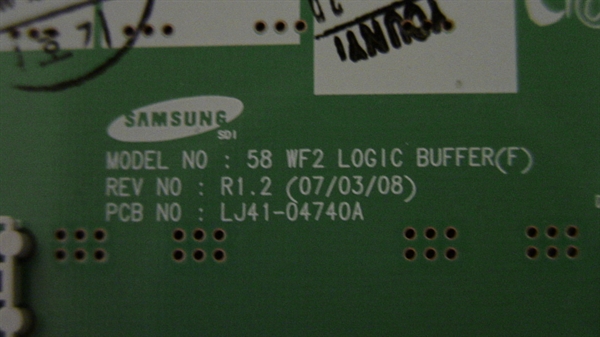 SAMSUNG
SDI
MODEL NO : 58 WF2 LOGIC BUFFER(F)
REV NO : R1.2 (07/03/08)
PCB NO : LJ41-04740A